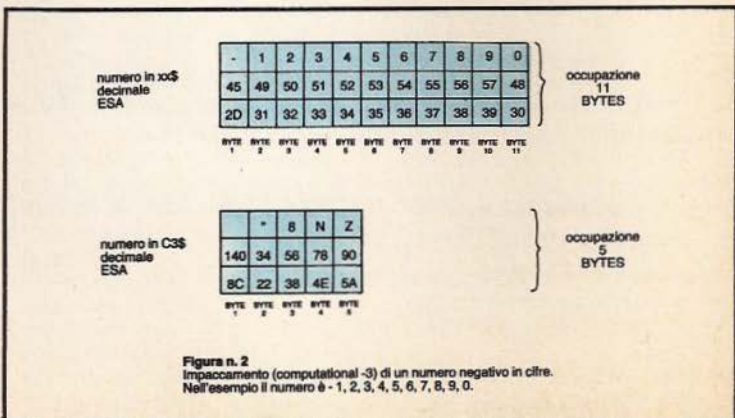 numero in xx$
decimale
ESA
- 1 2 3 4 5 6 7 8 9 0
45 49 50 51 52 53 54 55 56 57 48
2D 31 32 33 34 35 36 37 38 39 30
BYTE 1 BYTE 2 BYTE 3 BYTE 4 BYTE 5 BYTE 6 BYTE 7 BYTE 8 BYTE 9 BYTE 10 BYTE 11
occupazione
11
BYTES
numero in C3$
decimale
ESA
" 8 N Z
140 34 56 78 90
8C 22 38 4E 5A
BYTE 1 BYTE 2 BYTE 3 BYTE 4 BYTE 5
occupazione
5
BYTES
Figura n. 2
Impaccamento (computational -3) di un numero negativo in cifre.
Nell'esempio il numero è - 1, 2, 3, 4, 5, 6, 7, 8, 9, 0.